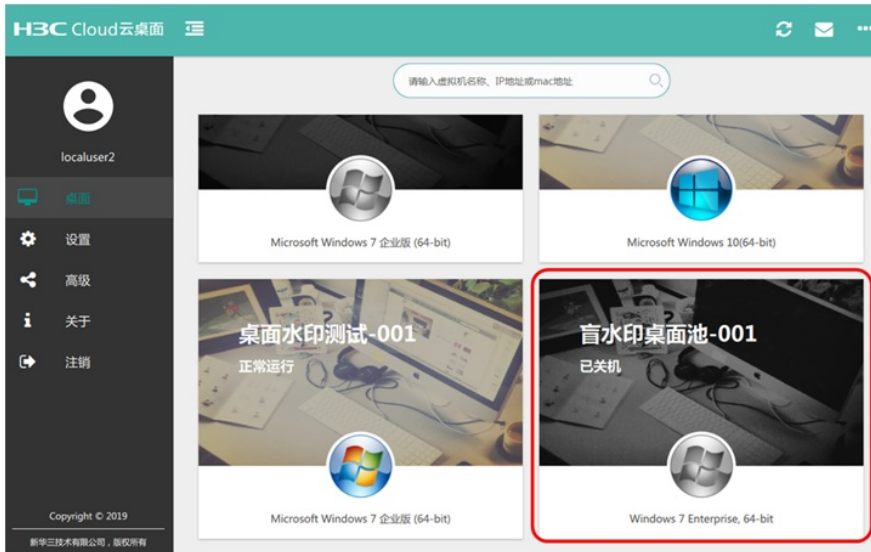 H3C Cloud云桌面
请输入虚拟机名称、IP地址或mac地址
localuser2
桌面
设置
高级
关于
注销
Copyright © 2019
新华三技术有限公司，版权所有
Microsoft Windows 7 企业版 (64-bit)
Microsoft Windows 10(64-bit)
桌面水印测试-001
正常运行
Microsoft Windows 7 企业版 (64-bit)
盲水印桌面池-001
已关机
Windows 7 Enterprise, 64-bit